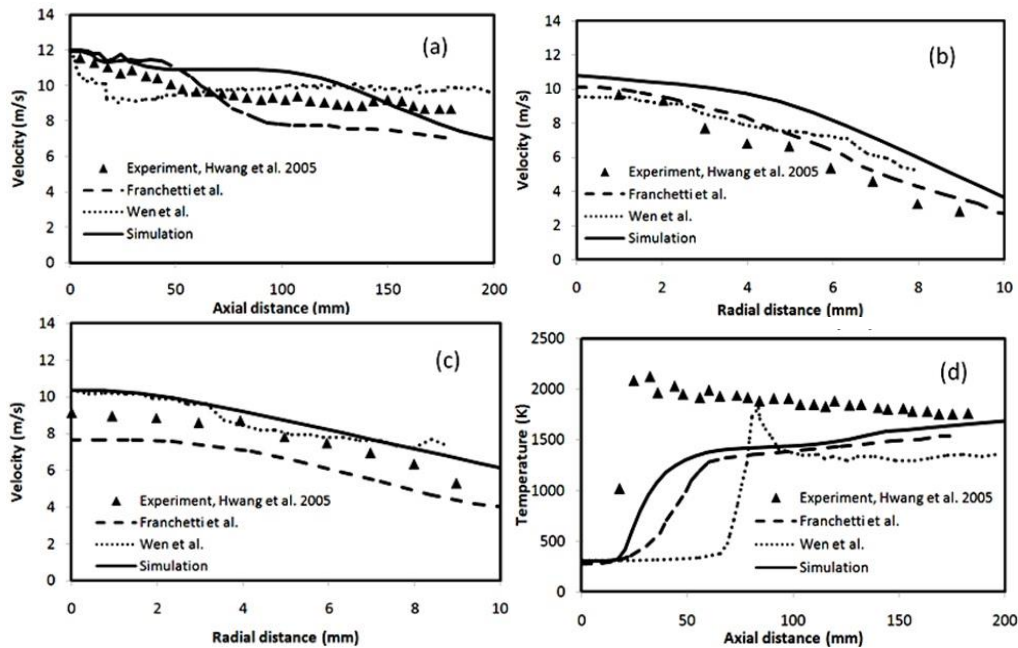 (a)
14
12
10
8
6
4
2
0
Velocity (m/s)
▲ Experiment, Hwang et al. 2005
Franchetti et al.
Wen et al.
Simulation
0 50 100 150 200
Axial distance (mm)
(b)
14
12
10
8
6
4
2
0
Velocity (m/s)
▲ Experiment, Hwang et al. 2005
Franchetti et al.
Wen et al.
Simulation
0 2 4 6 8 10
Radial distance (mm)
(c)
14
12
10
8
6
4
2
0
Velocity (m/s)
▲ Experiment, Hwang et al. 2005
Franchetti et al.
Wen et al.
Simulation
0 2 4 6 8 10
Radial distance (mm)
(d)
2500
2000
1500
1000
500
0
Temperature (K)
▲ Experiment, Hwang et al. 2005
Franchetti et al.
Wen et al.
Simulation
0 50 100 150 200
Axial distance (mm)